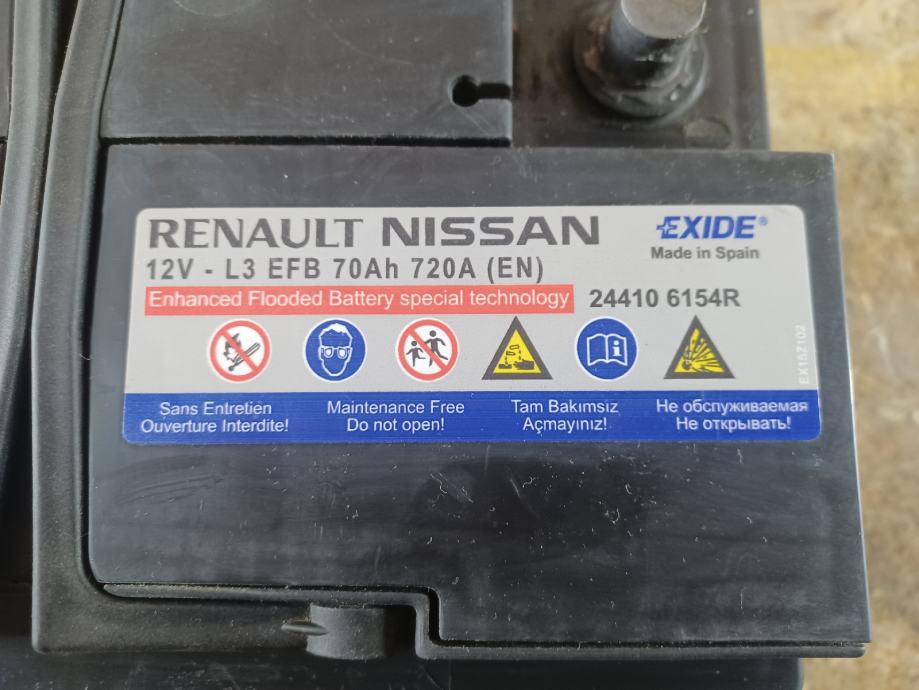 RENAULT NISSAN
EXIDE®
Made in Spain
12V - L3 EFB 70Ah 720A (EN)
Enhanced Flooded Battery special technology
24410 6154R
EX15Z102
Sans Entretien
Ouverture Interdite!
Maintenance Free
Do not open!
Tam Bakımsız
Açmayınız!
Не обслуживаемая
Не открывать!